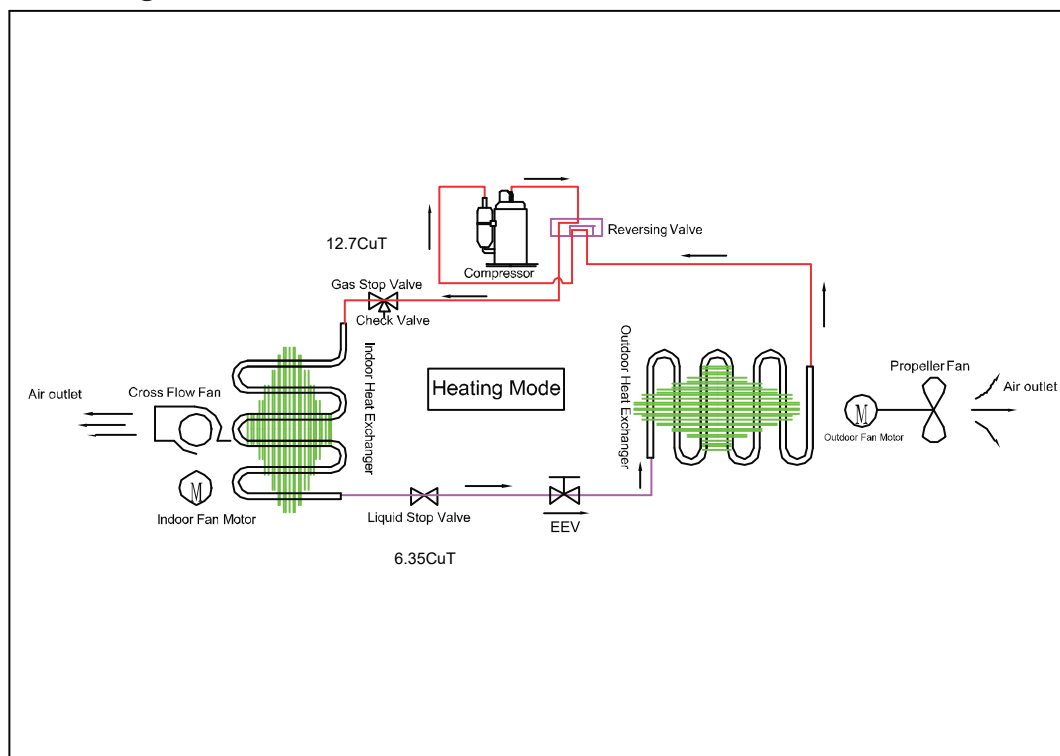 Reversing Valve
12.7CuT
Compressor
Gas Stop Valve
Check Valve
Indoor Heat Exchanger
Outdoor Heat Exchanger
Heating Mode
Propeller Fan
Air outlet
Cross Flow Fan
Air outlet
M
Outdoor Fan Motor
M
Indoor Fan Motor
Liquid Stop Valve
EEV
6.35CuT